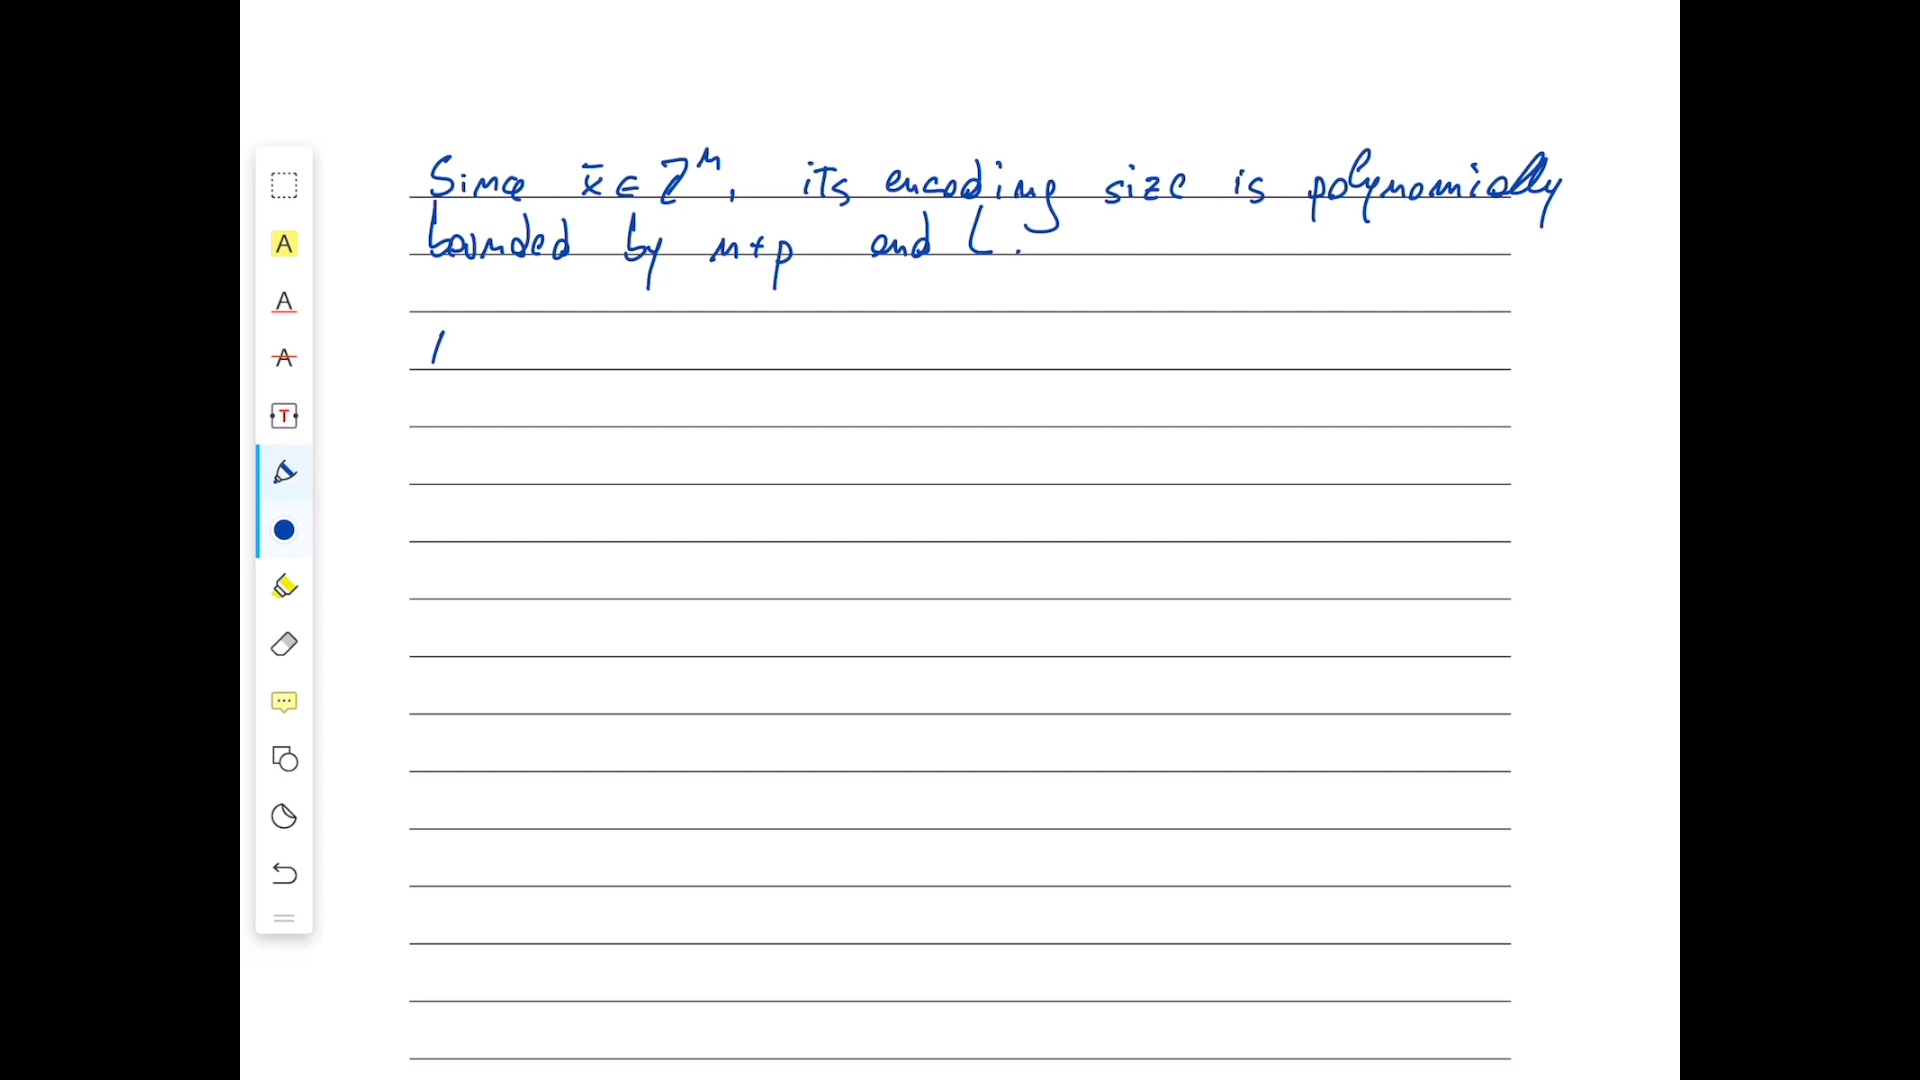 Since x̄ ∈ ℤⁿ, its encoding size is polynomially
bounded by n+p and L.
A
A
A
T